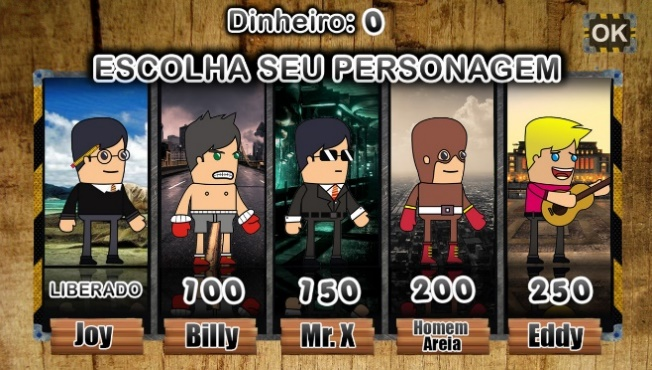 Dinheiro: 0
OK
ESCOLHA SEU PERSONAGEM
LIBERADO
100
150
200
250
Joy
Billy
Mr. X
Homem
Areia
Eddy